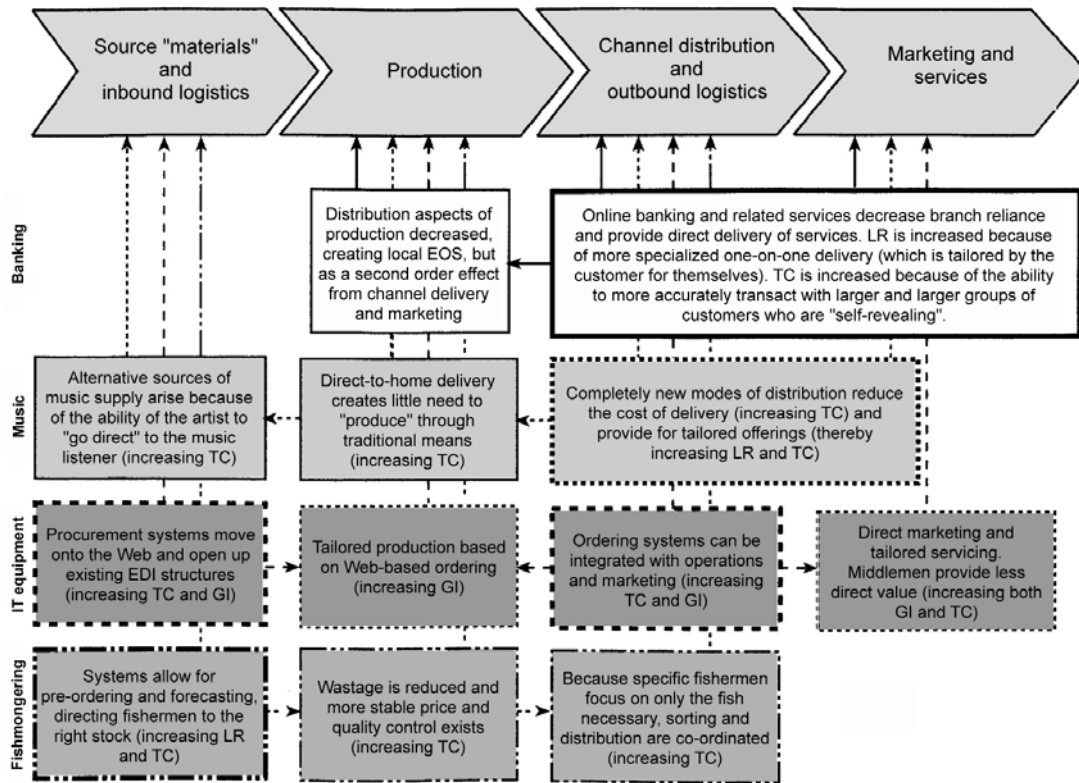 Source "materials"
and
inbound logistics
Production
Channel distribution
and
outbound logistics
Marketing and
services
Banking
Distribution aspects of
production decreased,
creating local EOS, but
as a second order effect
from channel delivery
and marketing
Online banking and related services decrease branch reliance
and provide direct delivery of services. LR is increased because
of more specialized one-on-one delivery (which is tailored by the
customer for themselves). TC is increased because of the ability
to more accurately transact with larger and larger groups of
customers who are "self-revealing".
Music
Alternative sources of
music supply arise because
of the ability of the artist to
"go direct" to the music
listener (increasing TC)
Direct-to-home delivery
creates little need to
"produce" through
traditional means
(increasing TC)
Completely new modes of distribution reduce
the cost of delivery (increasing TC) and
provide for tailored offerings (thereby
increasing LR and TC)
IT equipment
Procurement systems move
onto the Web and open up
existing EDI structures
(increasing TC and GI)
Tailored production based
on Web-based ordering
(increasing GI)
Ordering systems can be
integrated with operations
and marketing (increasing
TC and GI)
Direct marketing and
tailored servicing.
Middlemen provide less
direct value (increasing both
GI and TC)
Fishmongering
Systems allow for
pre-ordering and forecasting,
directing fishermen to the
right stock (increasing LR
and TC)
Wastage is reduced and
more stable price and
quality control exists
(increasing TC)
Because specific fishermen
focus on only the fish
necessary, sorting and
distribution are co-ordinated
(increasing TC)